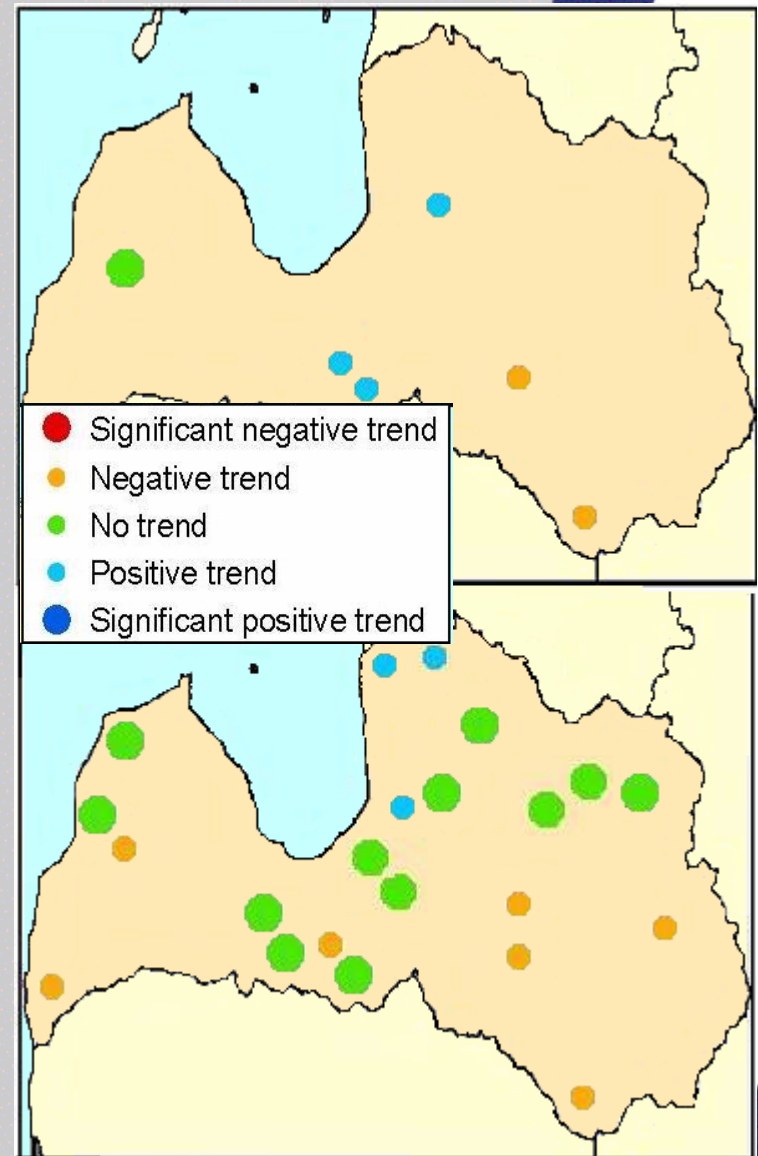 Significant negative trend
Negative trend
No trend
Positive trend
Significant positive trend